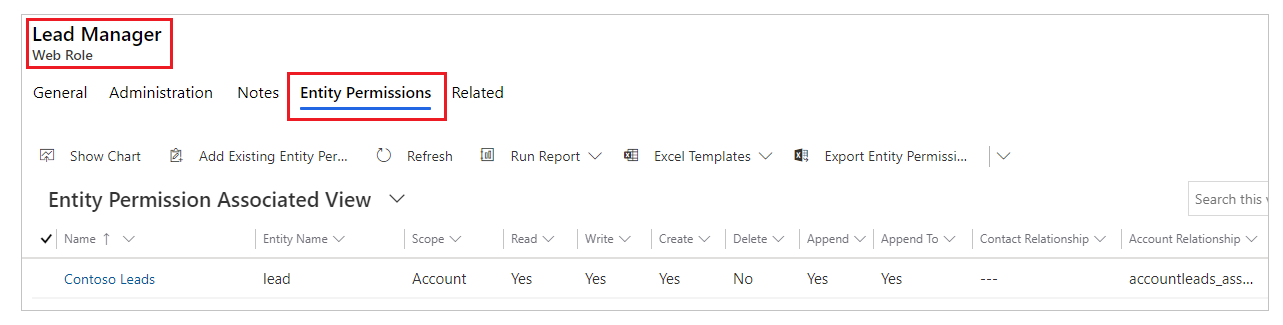 Lead Manager
Web Role
General Administration Notes Entity Permissions Related
Show Chart Add Existing Entity Per... Refresh Run Report Excel Templates Export Entity Permissi...
Entity Permission Associated View
Search this
Name ↑ Entity Name Scope Read Write Create Delete Append Append To Contact Relationship Account Relationship
Contoso Leads lead Account Yes Yes Yes No Yes Yes --- accountleads_ass...